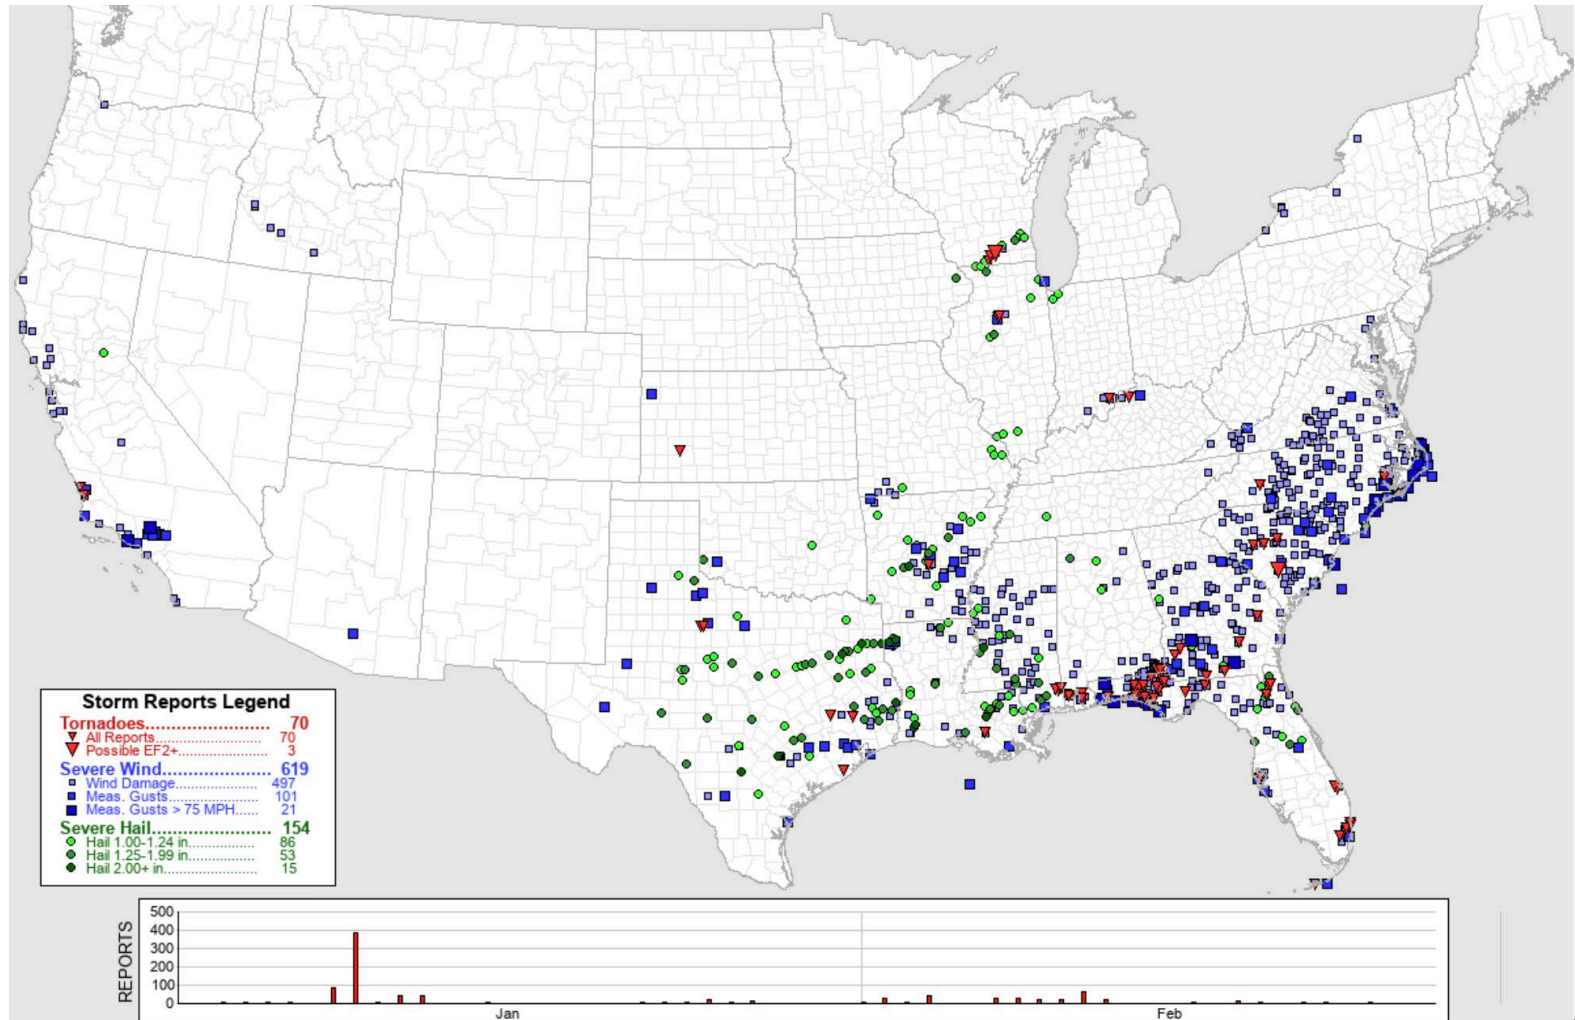 Storm Reports Legend
Tornadoes............................ 70
All Reports............................ 70
Possible EF2+...................... 3
Severe Wind........................ 619
Wind Damage...................... 497
Meas. Gusts......................... 101
Meas. Gusts > 75 MPH...... 21
Severe Hail.......................... 154
Hail 1.00-1.24 in.................. 86
Hail 1.25-1.99 in.................. 53
Hail 2.00+ in......................... 15
REPORTS
500
400
300
200
100
0
Jan Feb